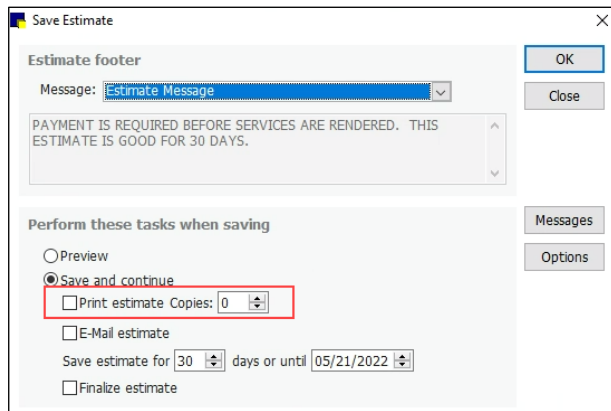 Save Estimate
Estimate footer
OK
Message: Estimate Message
Close
PAYMENT IS REQUIRED BEFORE SERVICES ARE RENDERED. THIS
ESTIMATE IS GOOD FOR 30 DAYS.
Perform these tasks when saving
Messages
Preview
Options
Save and continue
Print estimate Copies: 0
E-Mail estimate
Save estimate for 30 days or until 05/21/2022
Finalize estimate